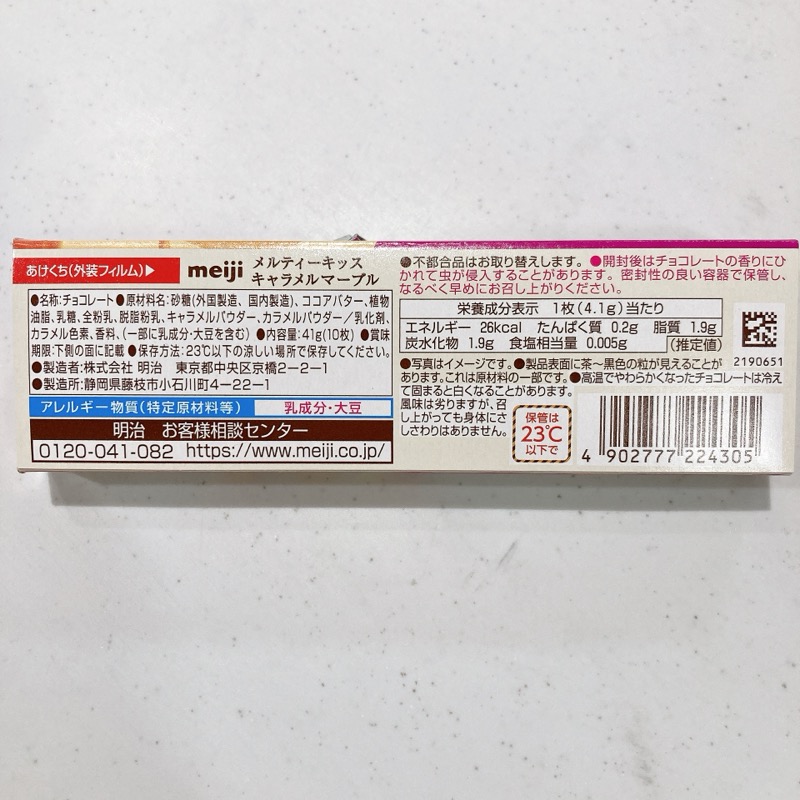 あけくち(外装フィルム)▶
meiji メルティーキッス
キャラメルマーブル
●名称:チョコレート●原材料名:砂糖(外国製造、国内製造)、ココアバター、植物
油脂、乳糖、全粉乳、脱脂粉乳、キャラメルパウダー、カラメルパウダー/乳化剤、
カラメル色素、香料、(一部に乳成分・大豆を含む)●内容量:41g(10枚)●賞味
期限:下側の面に記載●保存方法:23℃以下の涼しい場所で保存してください。
●製造者:株式会社 明治 東京都中央区京橋2-2-1
●製造所:静岡県藤枝市小石川町4-22-1
アレルギー物質(特定原材料等) 乳成分・大豆
明治 お客様相談センター
0120-041-082 https://www.meiji.co.jp/
●不都合品はお取り替えします。●開封後はチョコレートの香りにひ
かれて虫が侵入することがあります。密封性の良い容器で保管し、
なるべく早めにお召し上がりください。
栄養成分表示 1枚(4.1g)当たり
エネルギー 26kcal たんぱく質 0.2g 脂質 1.9g
炭水化物 1.9g 食塩相当量 0.005g [推定値]
2190651
●写真はイメージです。●製品表面に茶〜黒色の粒が見えることが
あります。これは原材料の一部です。●高温でやわらかくなったチョコレートは冷え
て固まると白くなることがあります。
風味は劣りますが、召
し上がっても身体にさ
しさわりはありません。
保管は
23℃
以下で
4 902777 224305